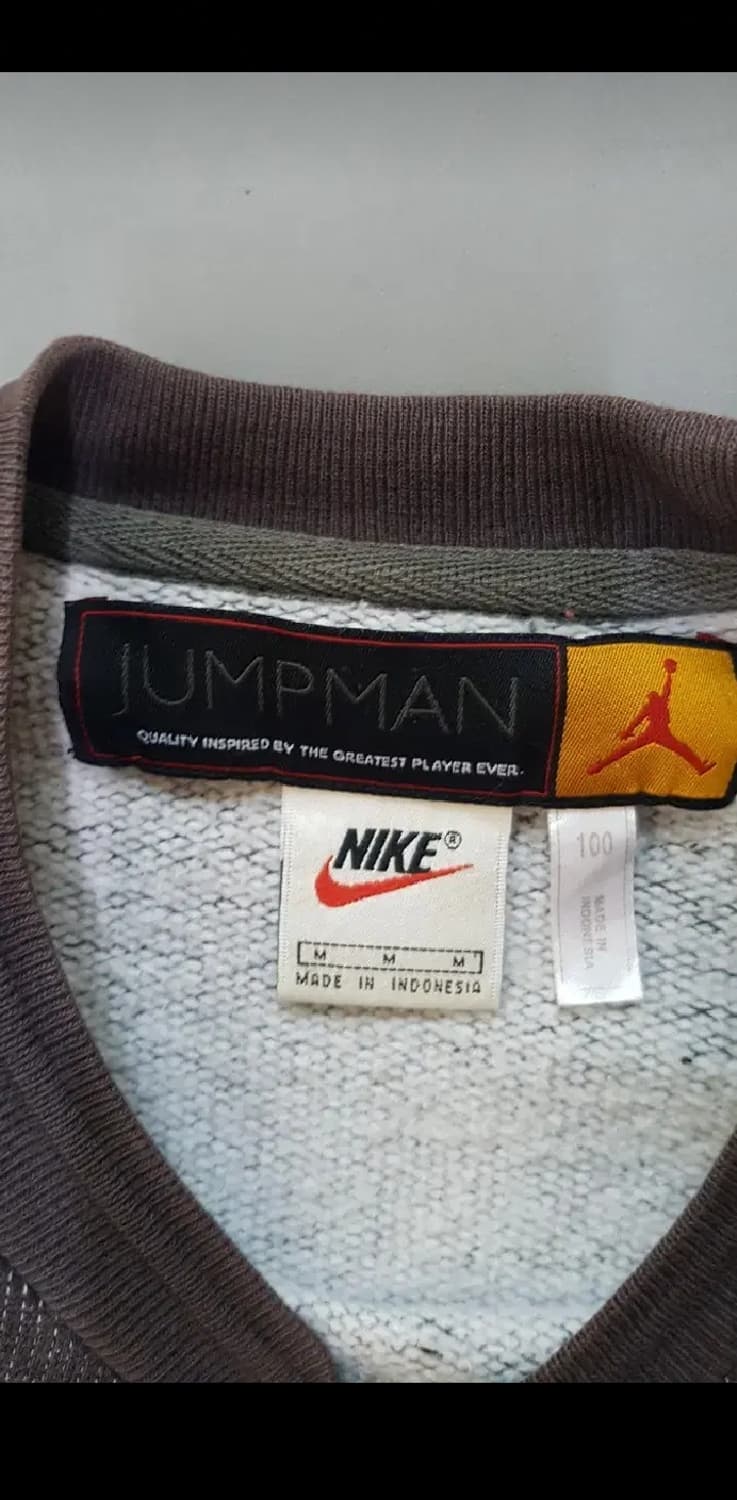 JUMPMAN
QUALITY INSPIRED BY THE GREATEST PLAYER EVER.
NIKE®
M M M
MADE IN INDONESIA
100
MADE IN
INDONESIA